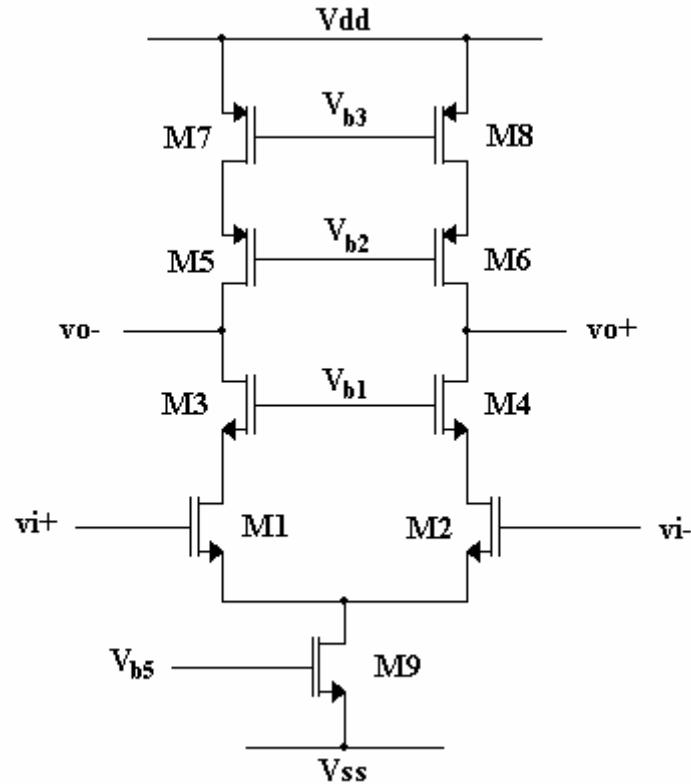 Vdd
Vb3
M7 M8
Vb2
M5 M6
vo- vo+
Vb1
M3 M4
vi+ M1 M2 vi-
Vb5 M9
Vss